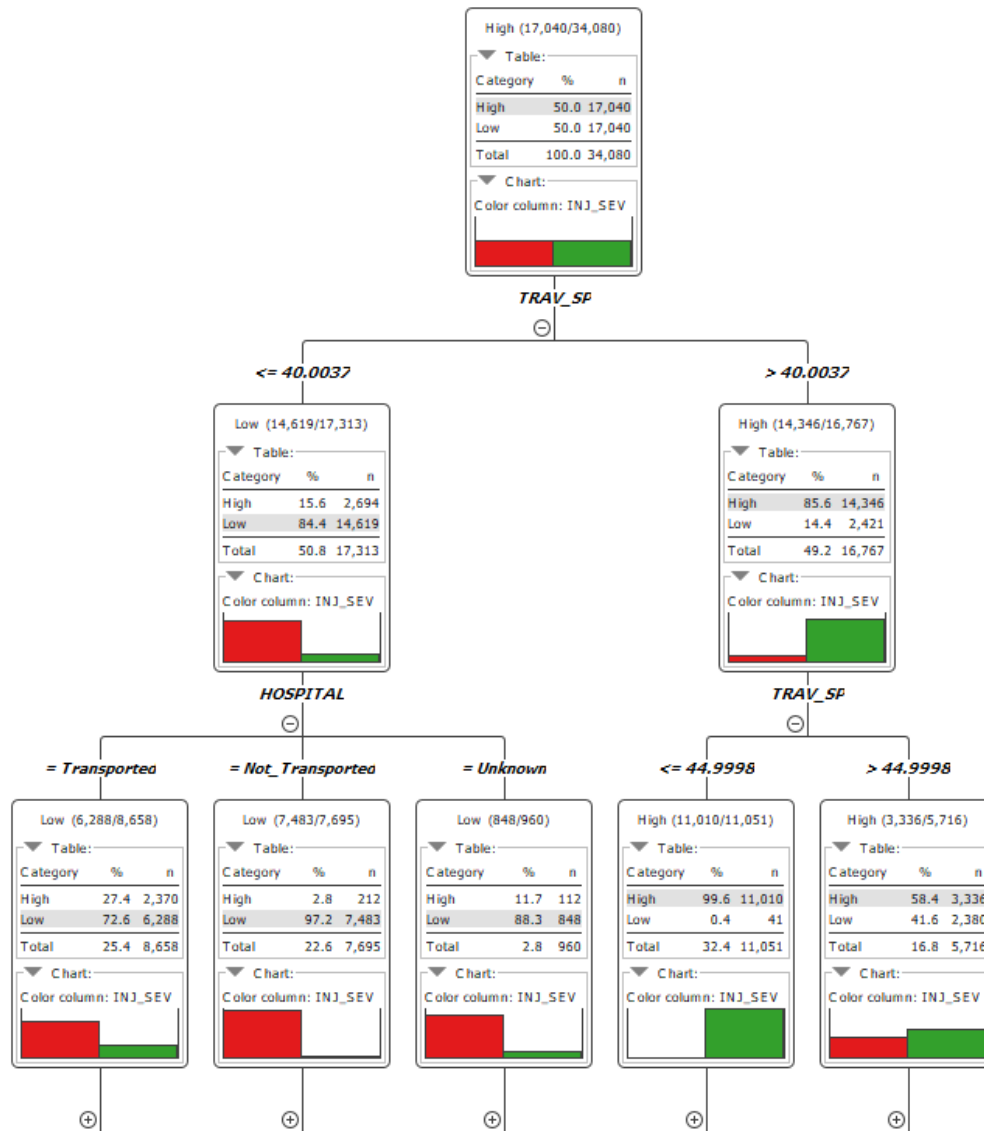 High (17,040/34,080)
Table:
Category % n
High 50.0 17,040
Low 50.0 17,040
Total 100.0 34,080
Chart:
Color column: INJ_SEV
TRAV_SP
<= 40.0037
> 40.0037
Low (14,619/17,313)
Table:
Category % n
High 15.6 2,694
Low 84.4 14,619
Total 50.8 17,313
Chart:
Color column: INJ_SEV
HOSPITAL
High (14,346/16,767)
Table:
Category % n
High 85.6 14,346
Low 14.4 2,421
Total 49.2 16,767
Chart:
Color column: INJ_SEV
TRAV_SP
= Transported
= Not_Transported
= Unknown
<= 44.9998
> 44.9998
Low (6,288/8,658)
Table:
Category % n
High 27.4 2,370
Low 72.6 6,288
Total 25.4 8,658
Chart:
Color column: INJ_SEV
Low (7,483/7,695)
Table:
Category % n
High 2.8 212
Low 97.2 7,483
Total 22.6 7,695
Chart:
Color column: INJ_SEV
Low (848/960)
Table:
Category % n
High 11.7 112
Low 88.3 848
Total 2.8 960
Chart:
Color column: INJ_SEV
High (11,010/11,051)
Table:
Category % n
High 99.6 11,010
Low 0.4 41
Total 32.4 11,051
Chart:
Color column: INJ_SEV
High (3,336/5,716)
Table:
Category % n
High 58.4 3,336
Low 41.6 2,380
Total 16.8 5,716
Chart:
Color column: INJ_SEV